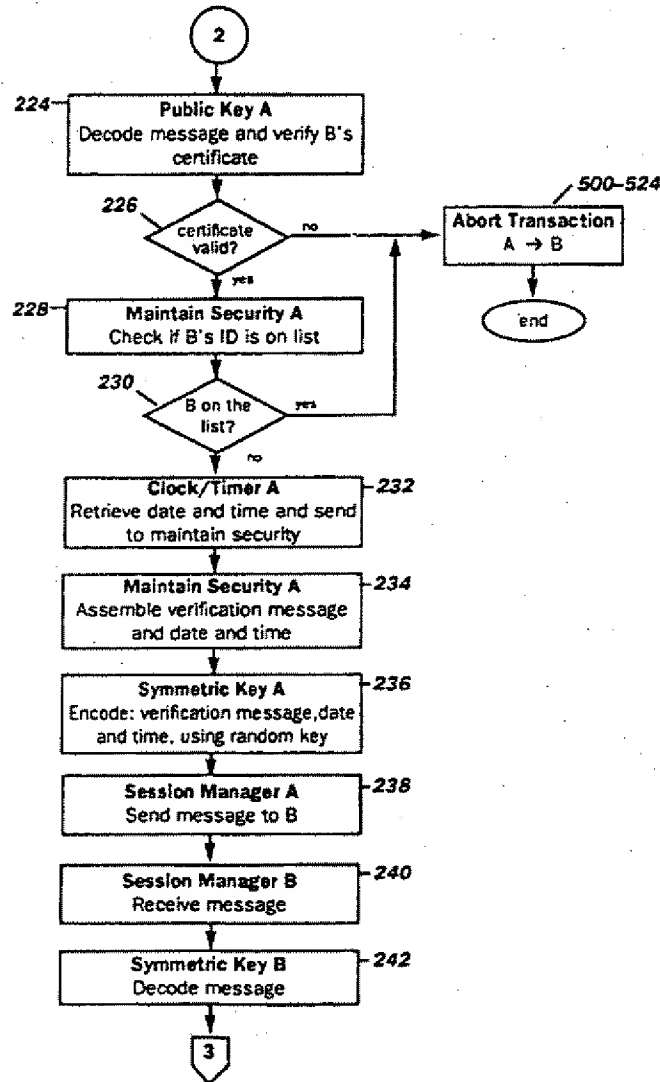 2
224
Public Key A
Decode message and verify B's
certificate
226
certificate
valid?
no
yes
500-524
Abort Transaction
A → B
end
228
Maintain Security A
Check if B's ID is on list
230
B on the
list?
yes
no
Clock/Timer A
Retrieve date and time and send
to maintain security
232
Maintain Security A
Assemble verification message
and date and time
234
Symmetric Key A
Encode: verification message,date
and time, using random key
236
Session Manager A
Send message to B
238
Session Manager B
Receive message
240
Symmetric Key B
Decode message
242
3